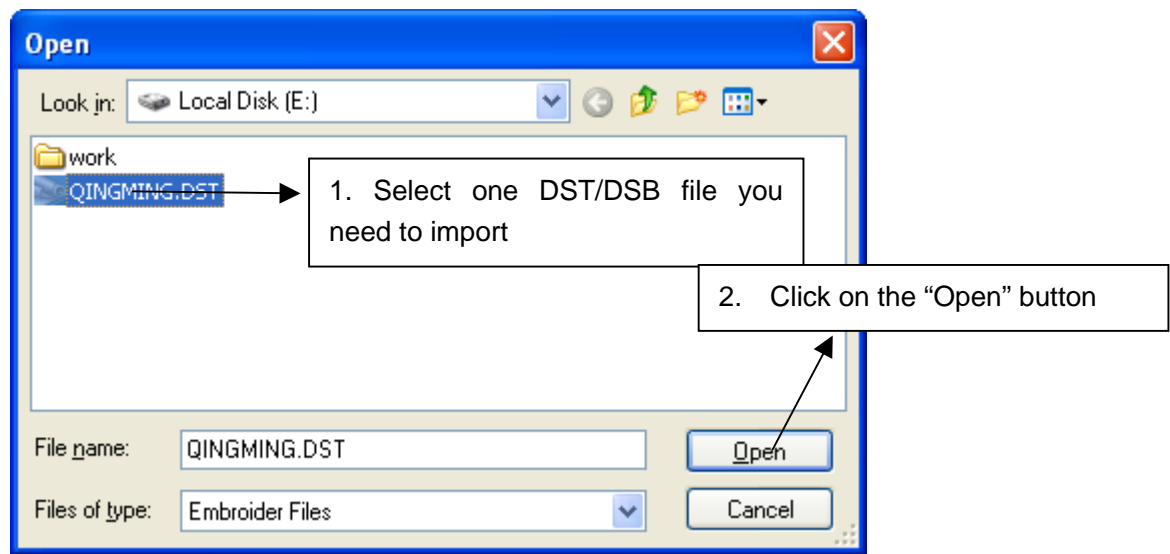 Open
Look in: Local Disk (E:)
work
QINGMING.DST
1. Select one DST/DSB file you
need to import
2. Click on the “Open” button
File name: QINGMING.DST Open
Files of type: Embroider Files Cancel